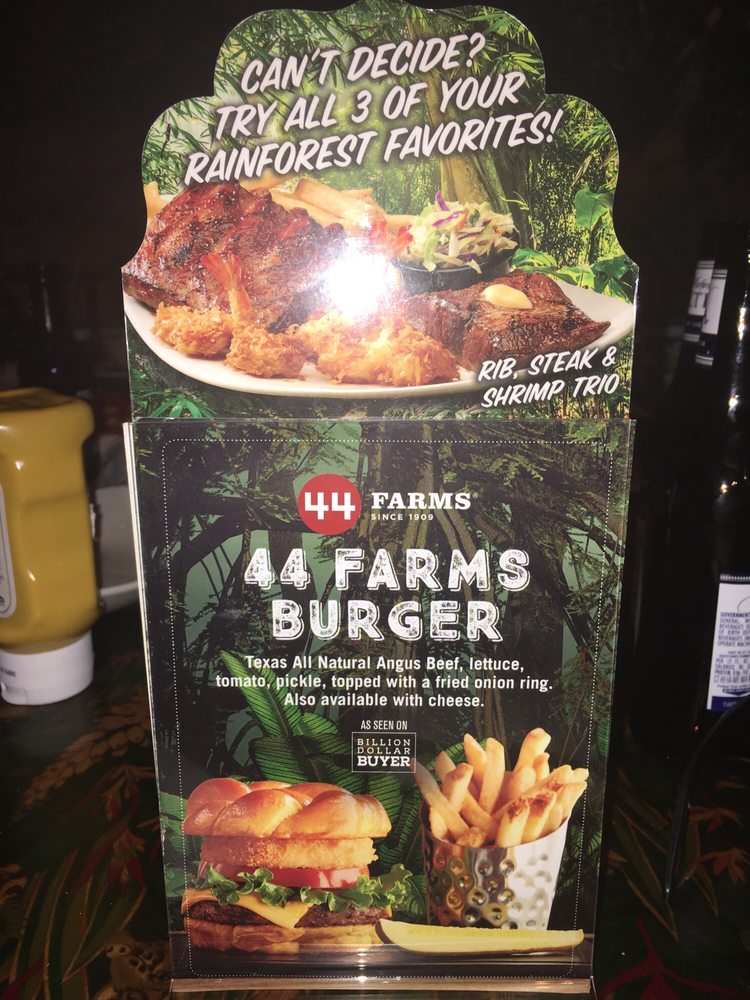 CAN'T DECIDE?
TRY ALL 3 OF YOUR
RAINFOREST FAVORITES!
RIB, STEAK &
SHRIMP TRIO
44 FARMS®
SINCE 1909
44 FARMS
BURGER
Texas All Natural Angus Beef, lettuce,
tomato, pickle, topped with a fried onion ring.
Also available with cheese.
AS SEEN ON
BILLION
DOLLAR
BUYER